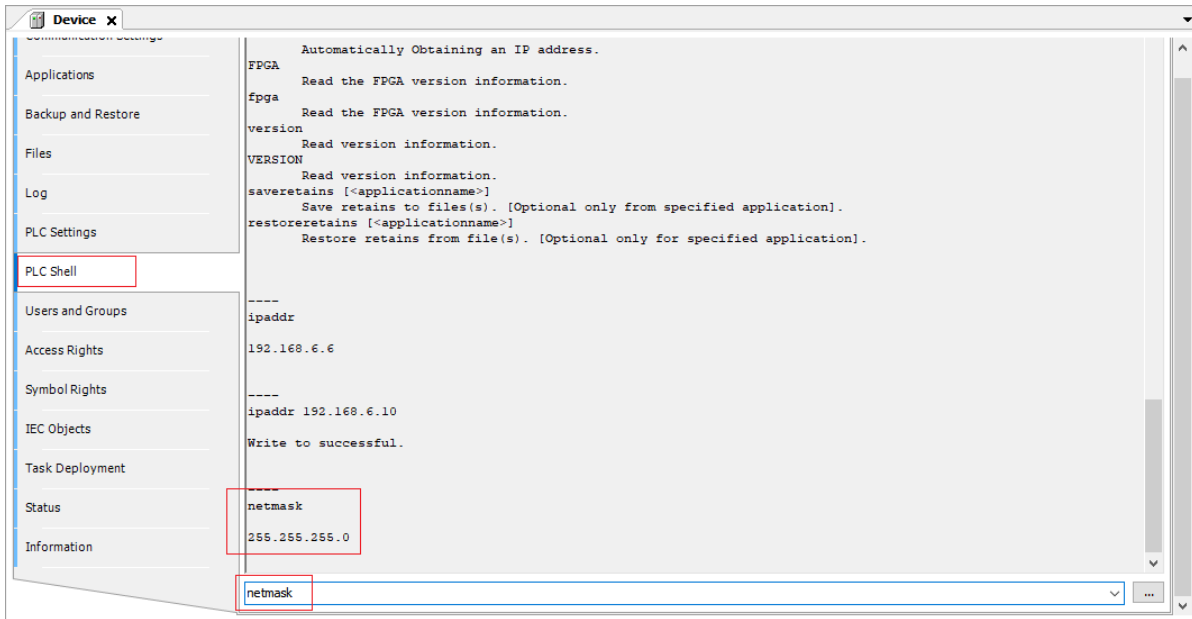 Device
Applications
Backup and Restore
Files
Log
PLC Settings
PLC Shell
Users and Groups
Access Rights
Symbol Rights
IEC Objects
Task Deployment
Status
Information
Automatically Obtaining an IP address.
FPGA
Read the FPGA version information.
fpga
Read the FPGA version information.
version
Read version information.
VERSION
Read version information.
saveretains [<applicationname>]
Save retains to files(s). [Optional only from specified application].
restoreretains [<applicationname>]
Restore retains from file(s). [Optional only for specified application].
----
ipaddr
192.168.6.6
----
ipaddr 192.168.6.10
Write to successful.
----
netmask
255.255.255.0
netmask
...